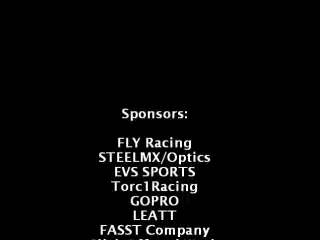 Sponsors:
FLY Racing
STEELMX/Optics
EVS SPORTS
Torc1Racing
GOPRO
LEATT
FASST Company